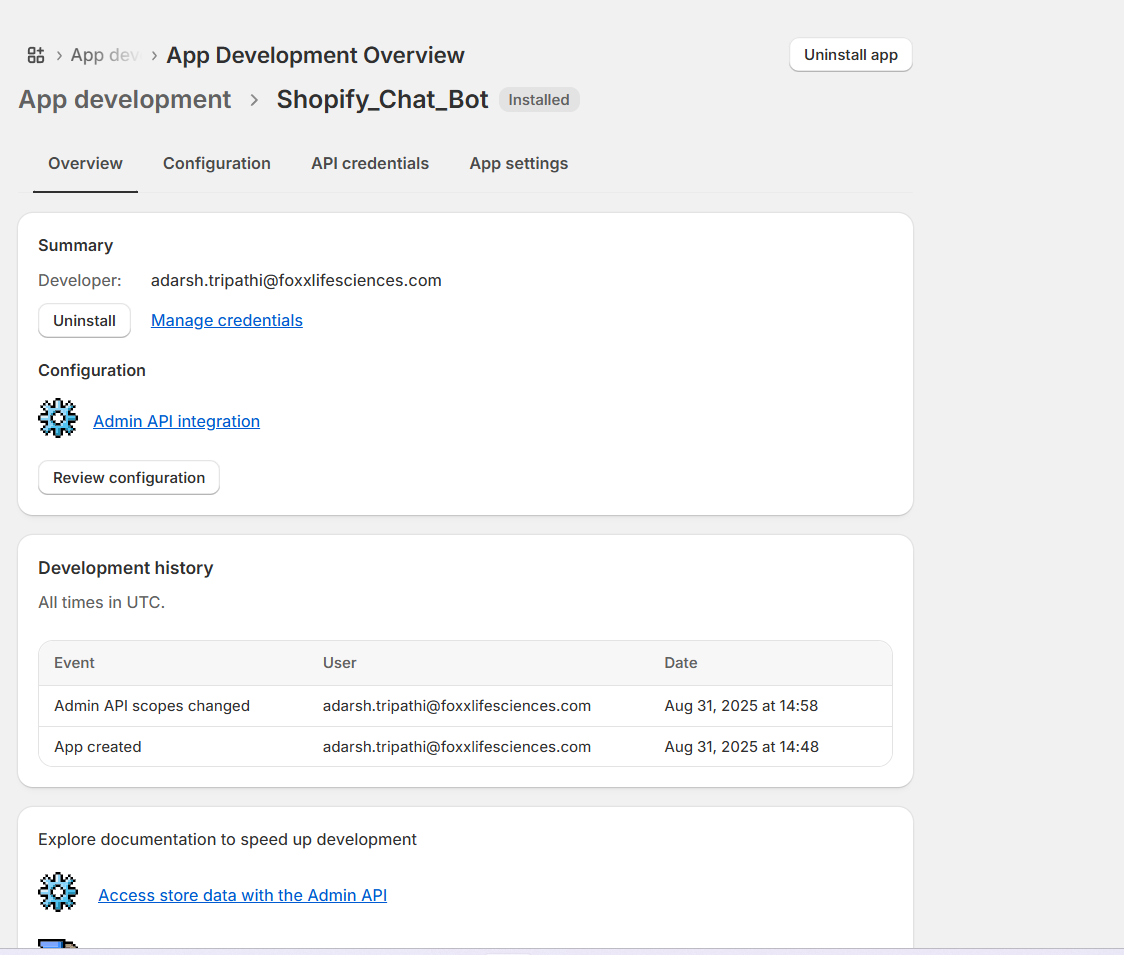 App dev > App Development Overview
Uninstall app
App development > Shopify_Chat_Bot Installed
Overview Configuration API credentials App settings
Summary
Developer: adarsh.tripathi@foxxlifesciences.com
Uninstall Manage credentials
Configuration
Admin API integration
Review configuration
Development history
All times in UTC.
Event User Date
Admin API scopes changed adarsh.tripathi@foxxlifesciences.com Aug 31, 2025 at 14:58
App created adarsh.tripathi@foxxlifesciences.com Aug 31, 2025 at 14:48
Explore documentation to speed up development
Access store data with the Admin API